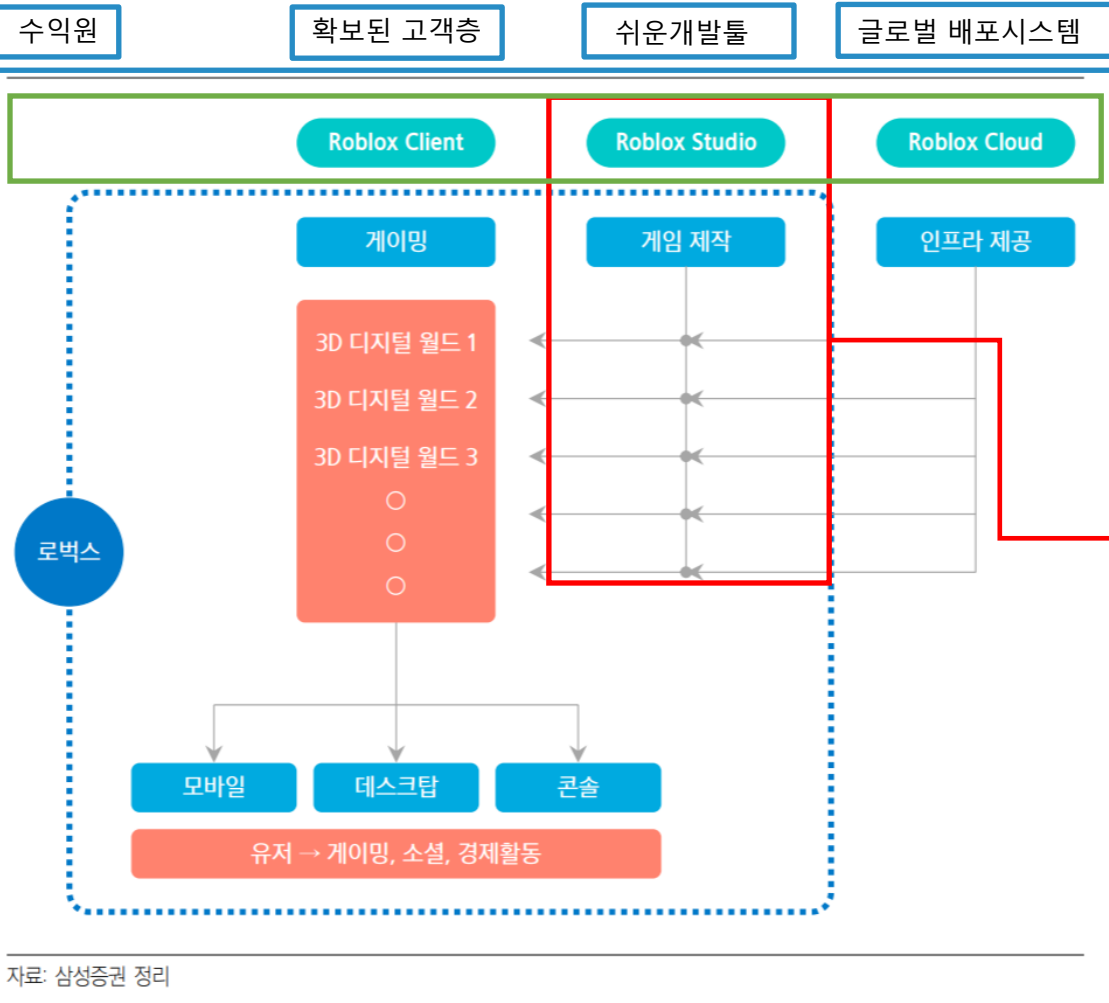 수익원
확보된 고객층
쉬운개발툴
글로벌 배포시스템
Roblox Client
Roblox Studio
Roblox Cloud
게이밍
게임 제작
인프라 제공
3D 디지털 월드 1
3D 디지털 월드 2
3D 디지털 월드 3
로벅스
모바일
데스크탑
콘솔
유저 → 게이밍, 소셜, 경제활동
자료: 삼성증권 정리